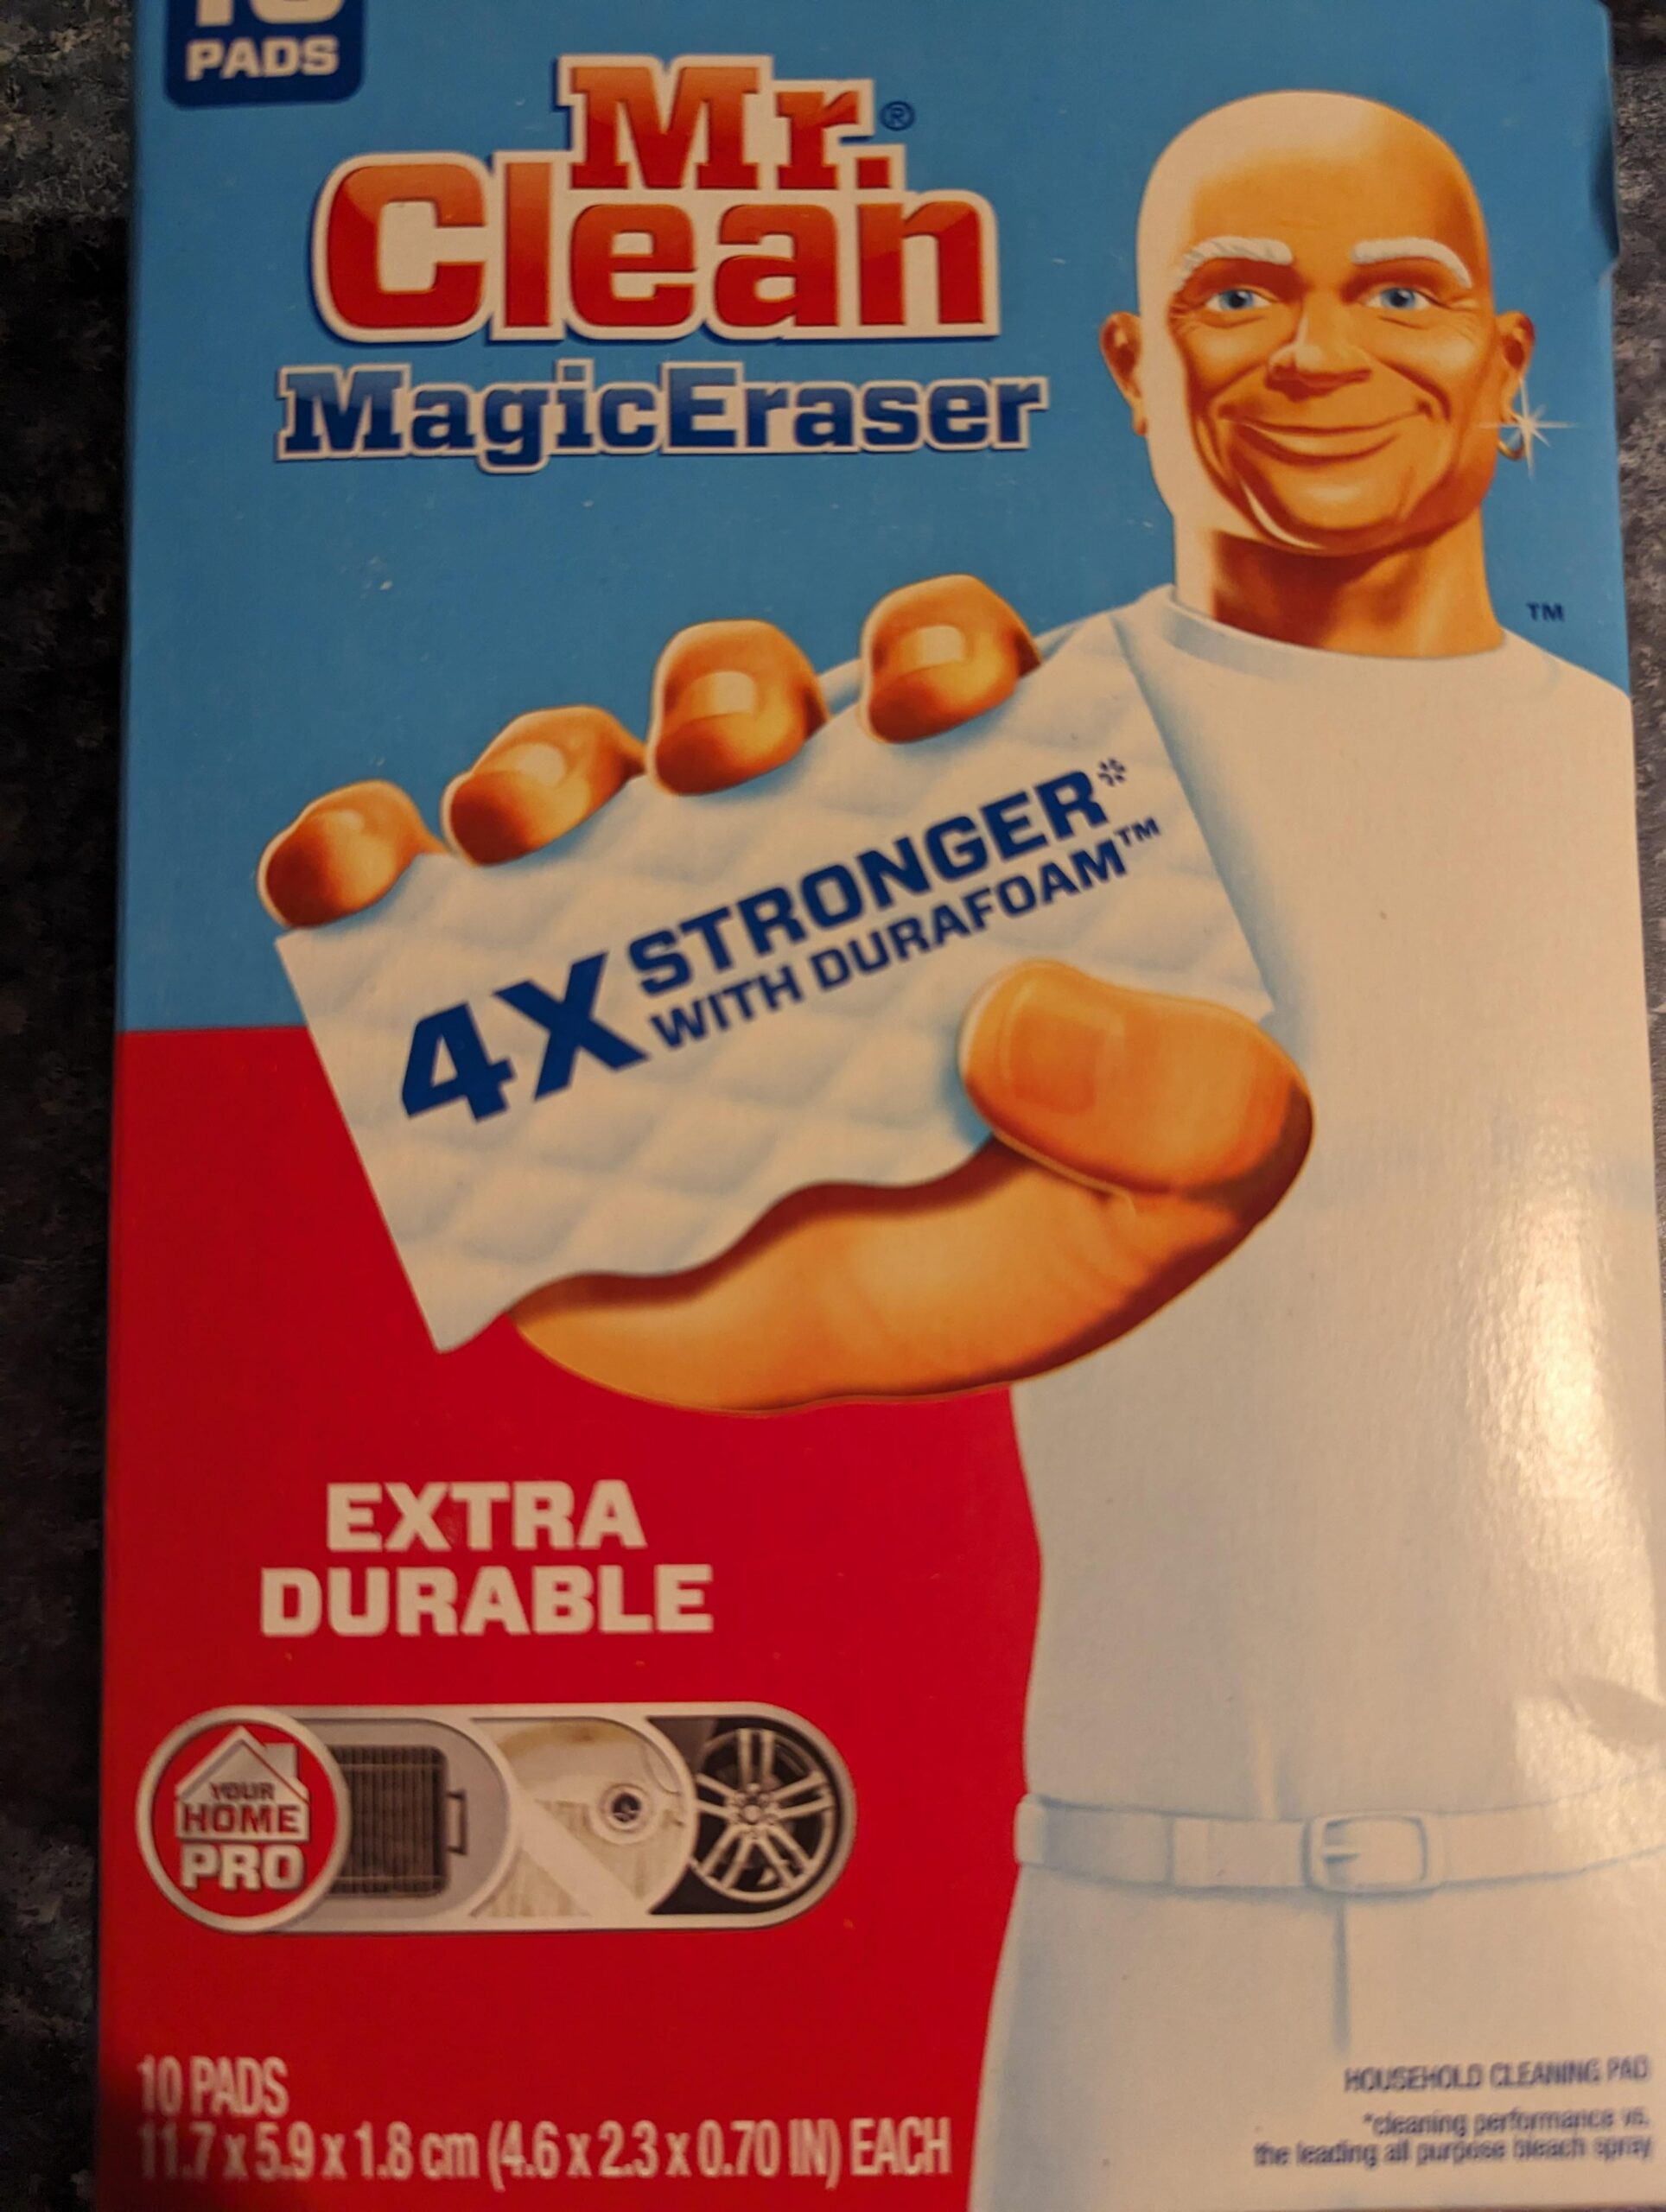 10
PADS
Mr.®
Clean
MagicEraser
TM
4X STRONGER*
WITH DURAFOAM™
EXTRA
DURABLE
YOUR
HOME
PRO
10 PADS
11.7 x 5.9 x 1.8 cm (4.6 x 2.3 x 0.70 IN) EACH
HOUSEHOLD CLEANING PAD
*cleaning performance vs.
the leading all purpose bleach spray